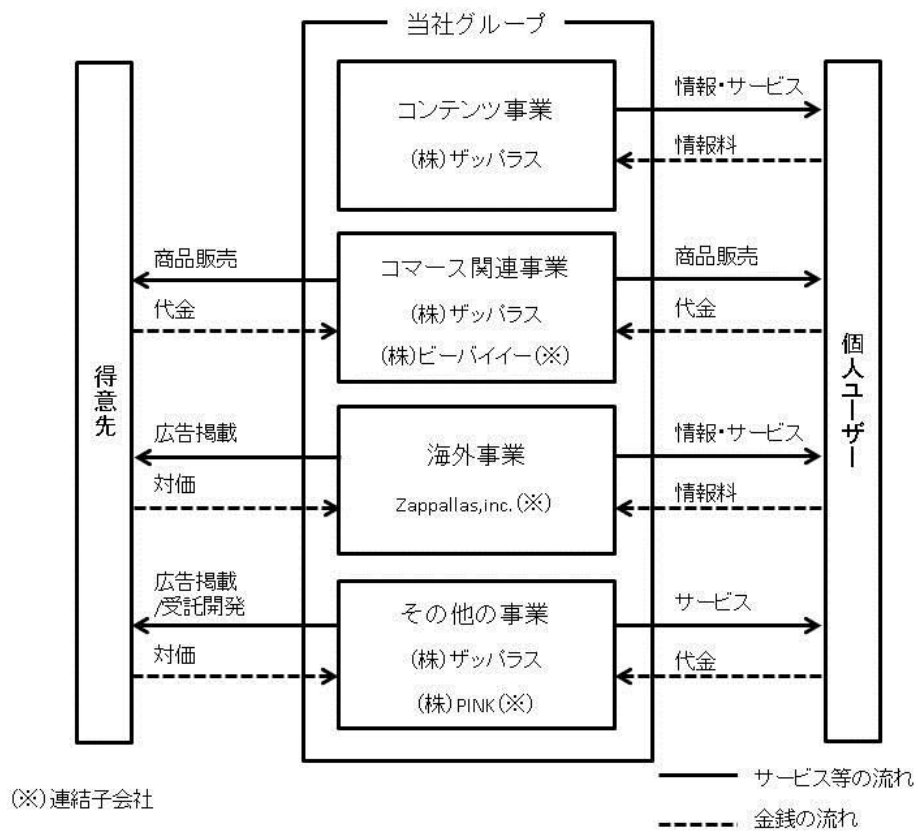 当社グループ
コンテンツ事業
(株)ザッパラス
情報・サービス
情報料
商品販売
代金
コマース関連事業
(株)ザッパラス
(株)ビーバイイー(※)
商品販売
代金
得意先
個人ユーザー
広告掲載
対価
海外事業
Zappallas,inc.(※)
情報・サービス
情報料
広告掲載
/受託開発
対価
その他の事業
(株)ザッパラス
(株)PINK(※)
サービス
代金
(※)連結子会社
サービス等の流れ
金銭の流れ